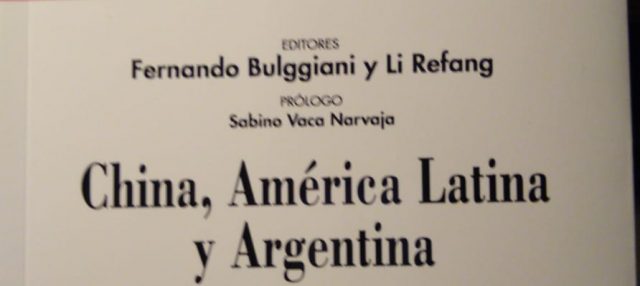 EDITORES
Fernando Bulggiani y Li Refang
PRÓLOGO
Sabino Vaca Narvaja
China, América Latina
y Argentina